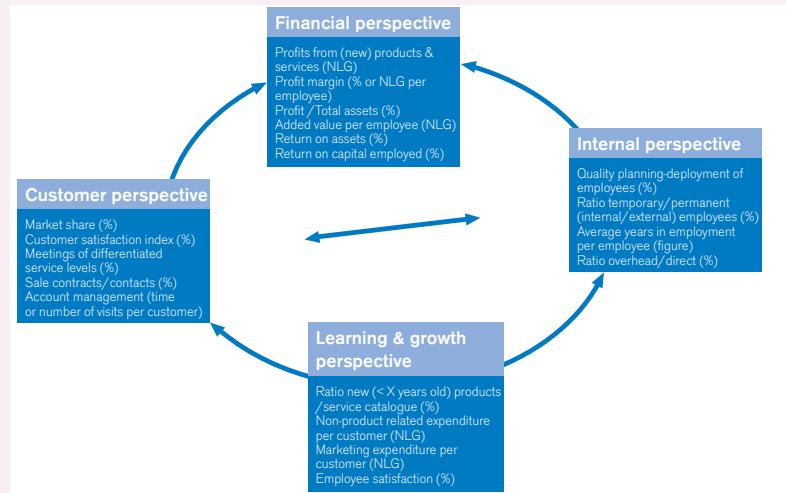 Financial perspective
Profits from (new) products &
services (NLG)
Profit margin (% or NLG per
employee)
Profit /Total assets (%)
Added value per employee (NLG)
Return on assets (%)
Return on capital employed (%)
Internal perspective
Quality planning-deployment of
employees (%)
Ratio temporary/permanent
(internal/external) employees (%)
Average years in employment
per employee (figure)
Ratio overhead/direct (%)
Customer perspective
Market share (%)
Customer satisfaction index (%)
Meetings of differentiated
service levels (%)
Sale contracts/contacts (%)
Account management (time
or number of visits per customer)
Learning & growth
perspective
Ratio new (< X years old) products
/service catalogue (%)
Non-product related expenditure
per customer (NLG)
Marketing expenditure per
customer (NLG)
Employee satisfaction (%)